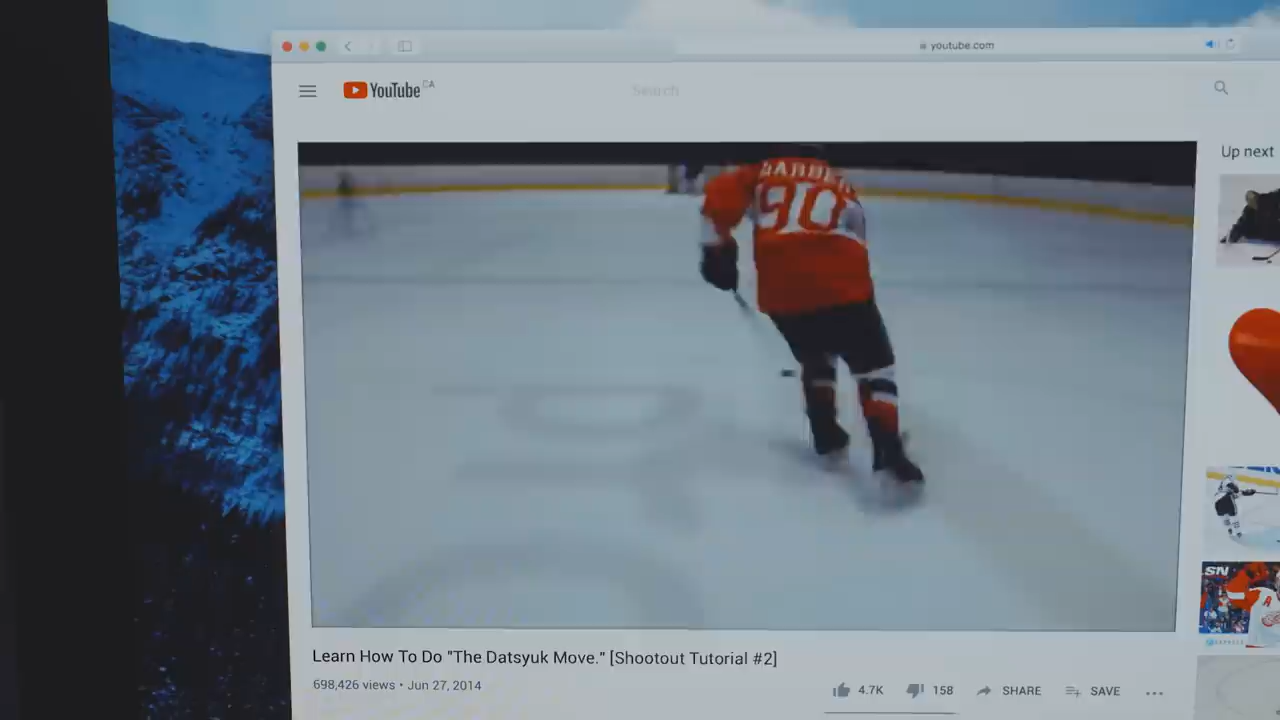 youtube.com
YouTube CA
Search
Up next
90
SN
A
Learn How To Do "The Datsyuk Move." [Shootout Tutorial #2]
698,426 views • Jun 27, 2014
4.7K
158
SHARE
SAVE